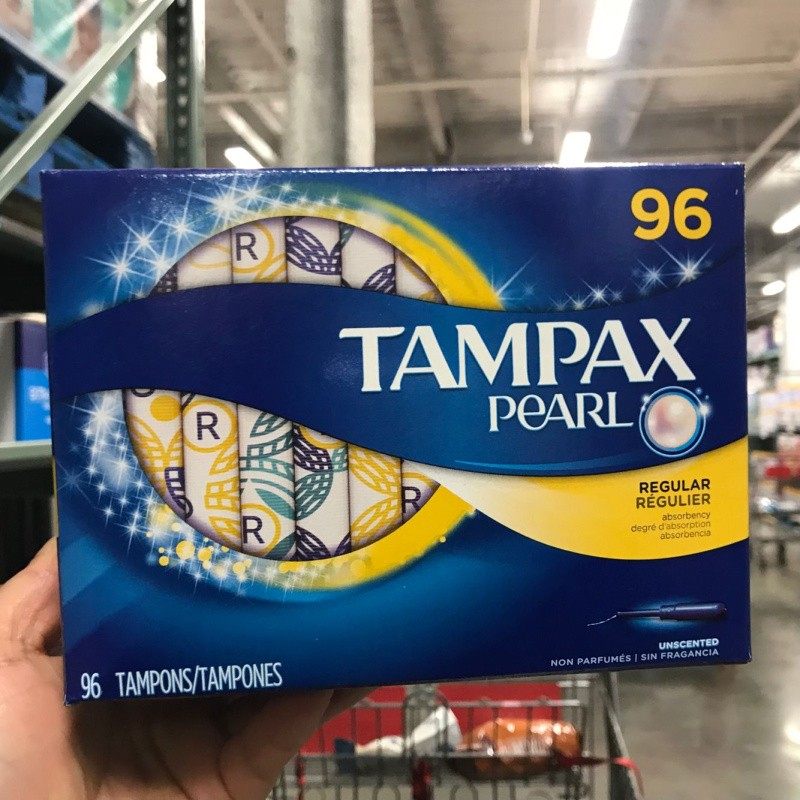 96
R
TAMPAX
PEARL
R
R
R
REGULAR
RÉGULIER
absorbency
degré d'absorption
absorbencia
UNSCENTED
NON PARFUMÉS | SIN FRAGANCIA
96 TAMPONS/TAMPONES